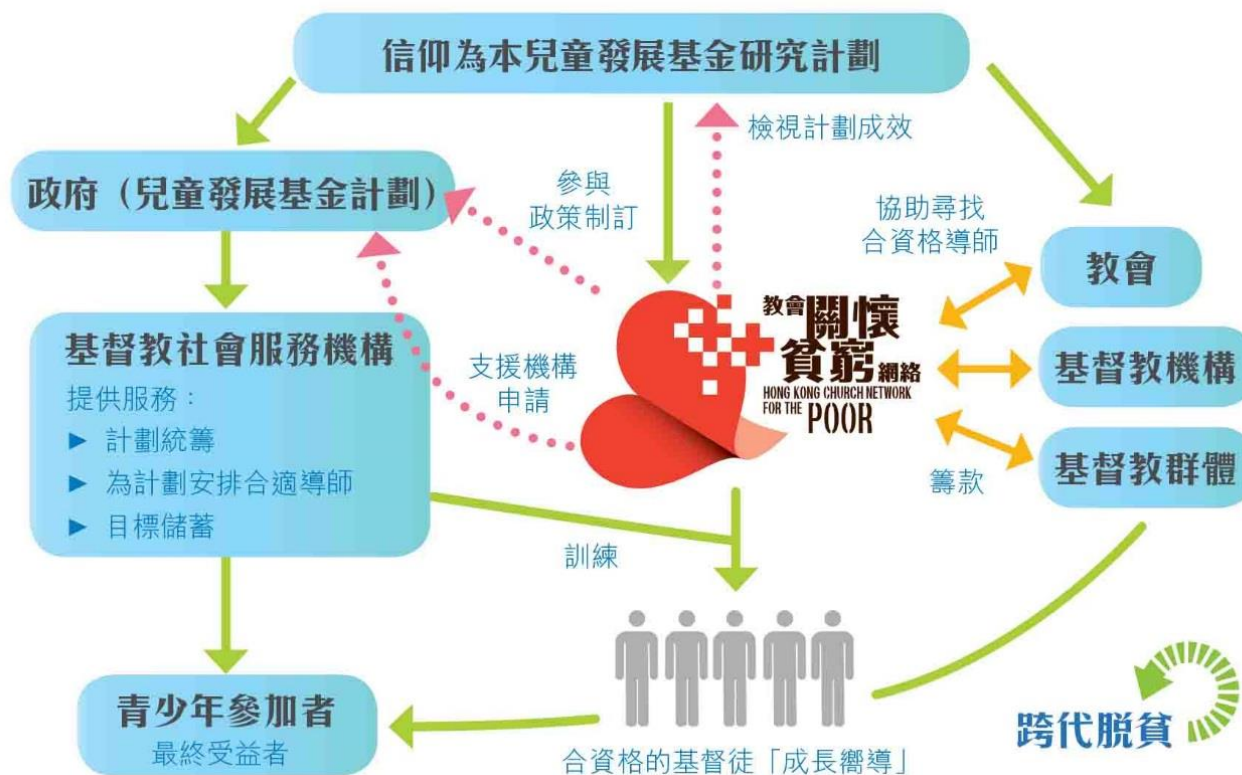 信仰為本兒童發展基金研究計劃
檢視計劃成效
政府（兒童發展基金計劃）
參與
政策制訂
協助尋找
合資格導師
教會
基督教社會服務機構
提供服務：
► 計劃統籌
► 為計劃安排合適導師
► 目標儲蓄
支援機構
申請
教會關懷
貧窮網絡
HONG KONG CHURCH NETWORK
FOR THE POOR
基督教機構
基督教群體
籌款
訓練
青少年參加者
最終受益者
合資格的基督徒「成長嚮導」
跨代脫貧